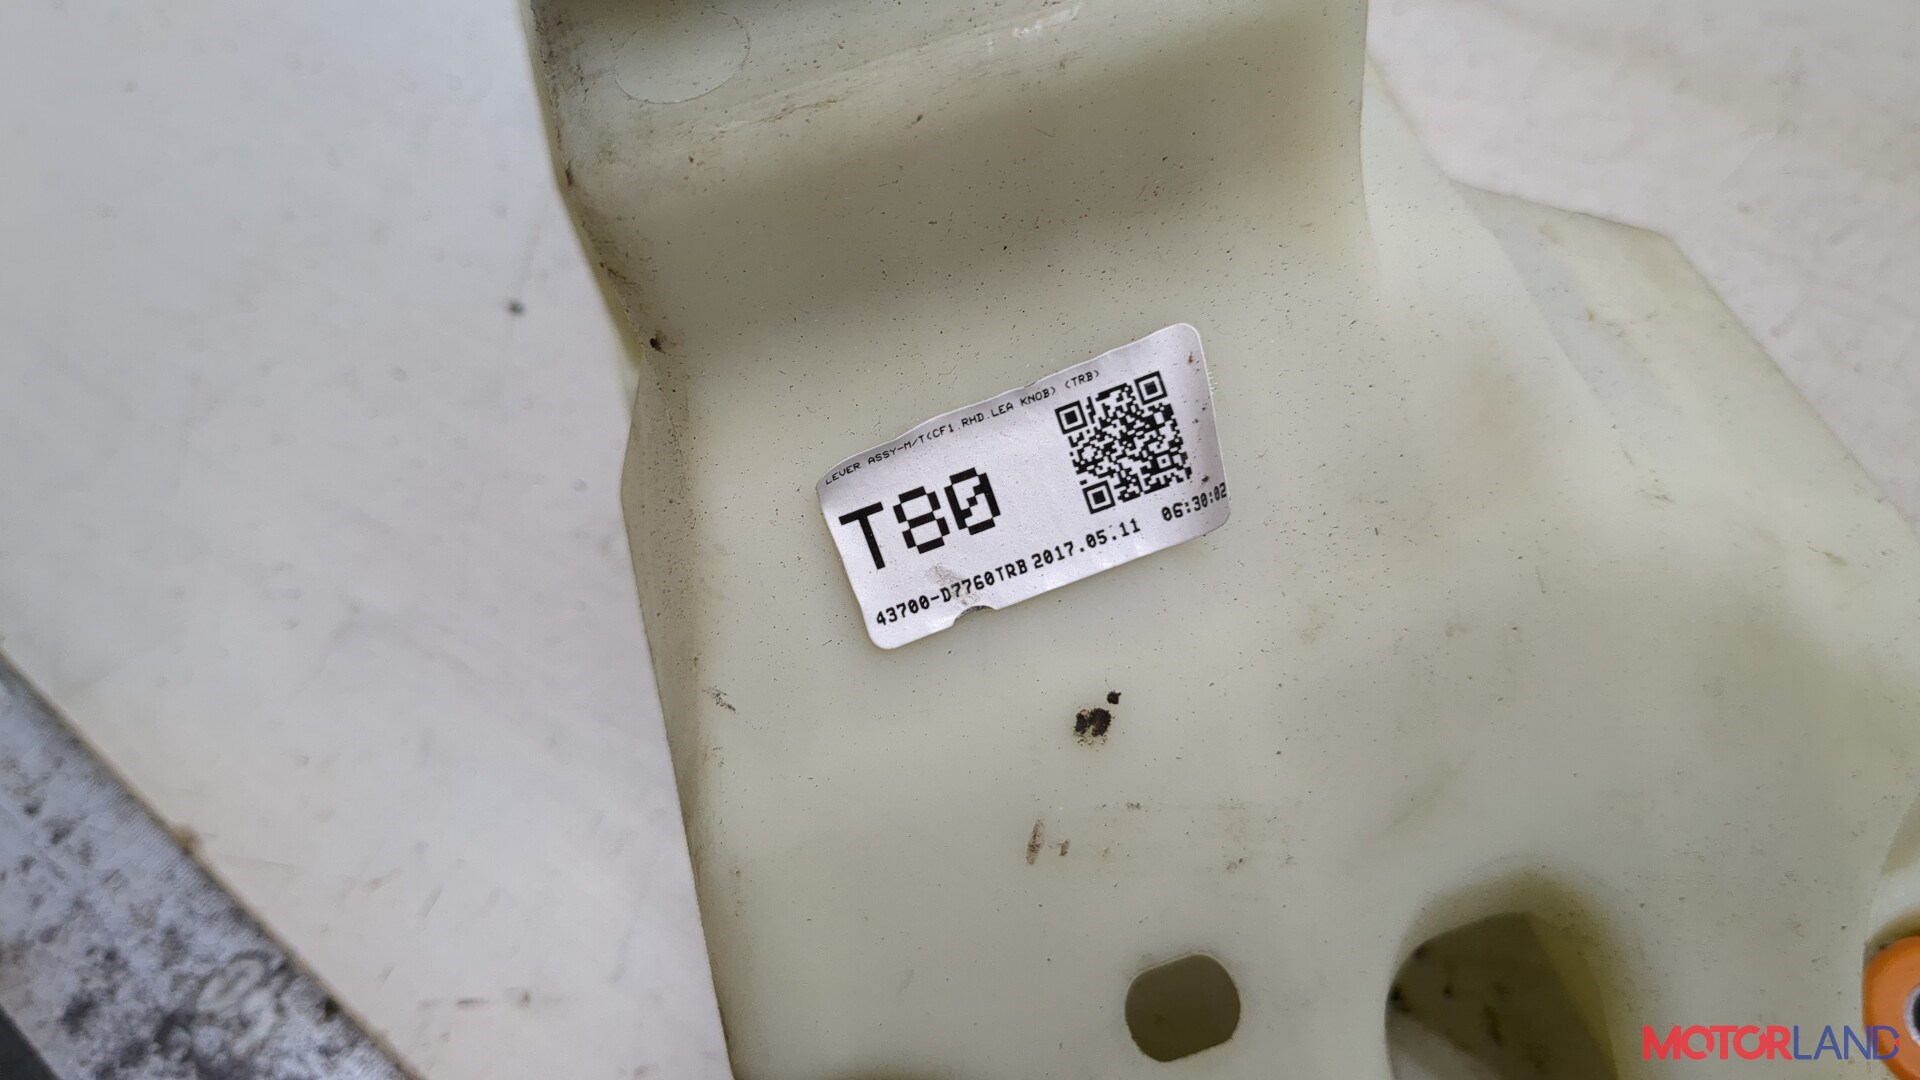 LEVER ASSY-M/T(CF1.RHD.LEA KNOB) (TRB)
T80
43700-D7760TRB 2017.05.11 06:30:02
MOTORLAND